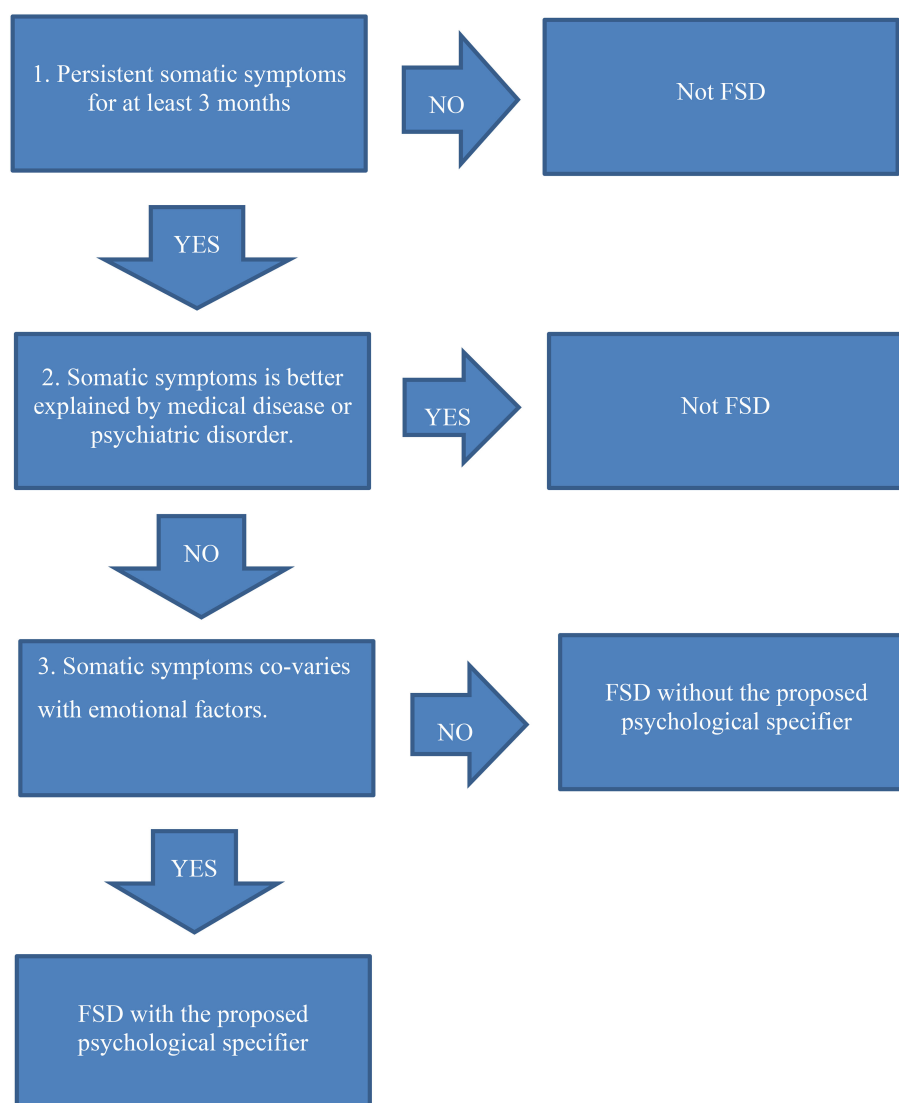 1. Persistent somatic symptoms
for at least 3 months
NO
Not FSD
YES
2. Somatic symptoms is better
explained by medical disease or
psychiatric disorder.
YES
Not FSD
NO
3. Somatic symptoms co-varies
with emotional factors.
NO
FSD without the proposed
psychological specifier
YES
FSD with the proposed
psychological specifier